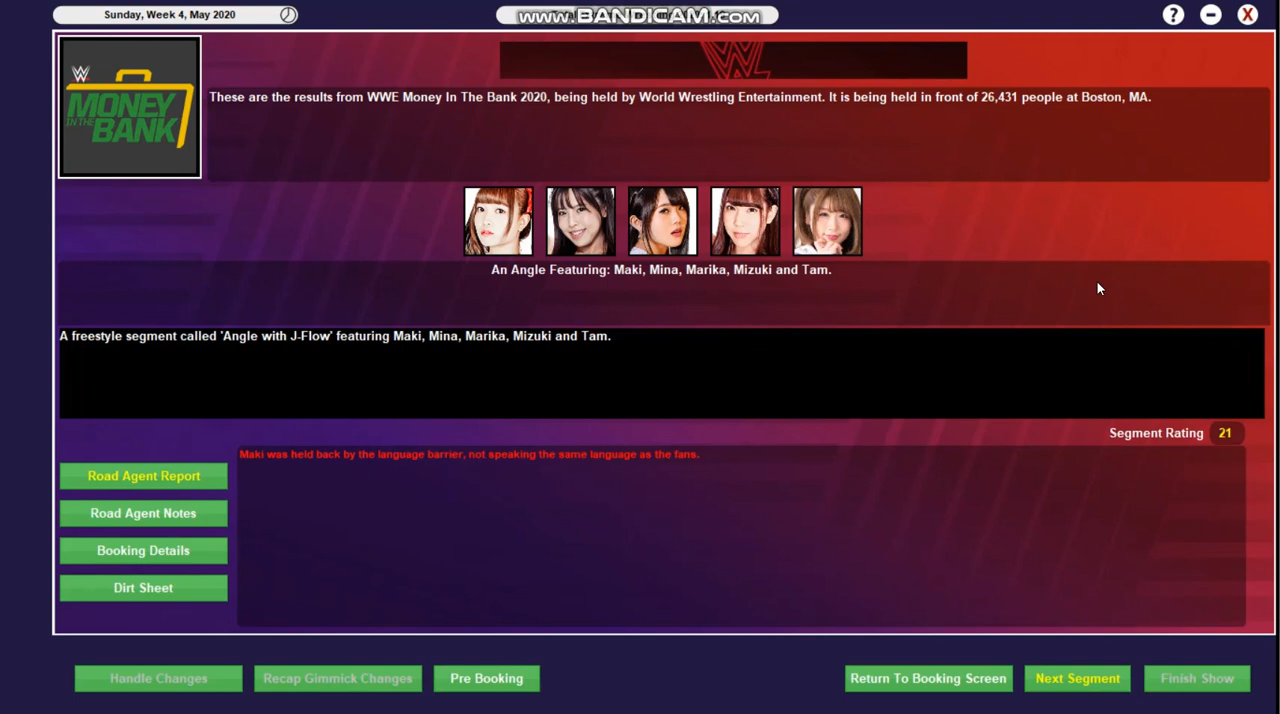 Sunday, Week 4, May 2020
www.BANDICAM.com
?
X
W
MONEY
IN THE
BANK
These are the results from WWE Money In The Bank 2020, being held by World Wrestling Entertainment. It is being held in front of 26,431 people at Boston, MA.
An Angle Featuring: Maki, Mina, Marika, Mizuki and Tam.
A freestyle segment called 'Angle with J-Flow' featuring Maki, Mina, Marika, Mizuki and Tam.
Segment Rating 21
Maki was held back by the language barrier, not speaking the same language as the fans.
Road Agent Report
Road Agent Notes
Booking Details
Dirt Sheet
Handle Changes
Recap Gimmick Changes
Pre Booking
Return To Booking Screen
Next Segment
Finish Show